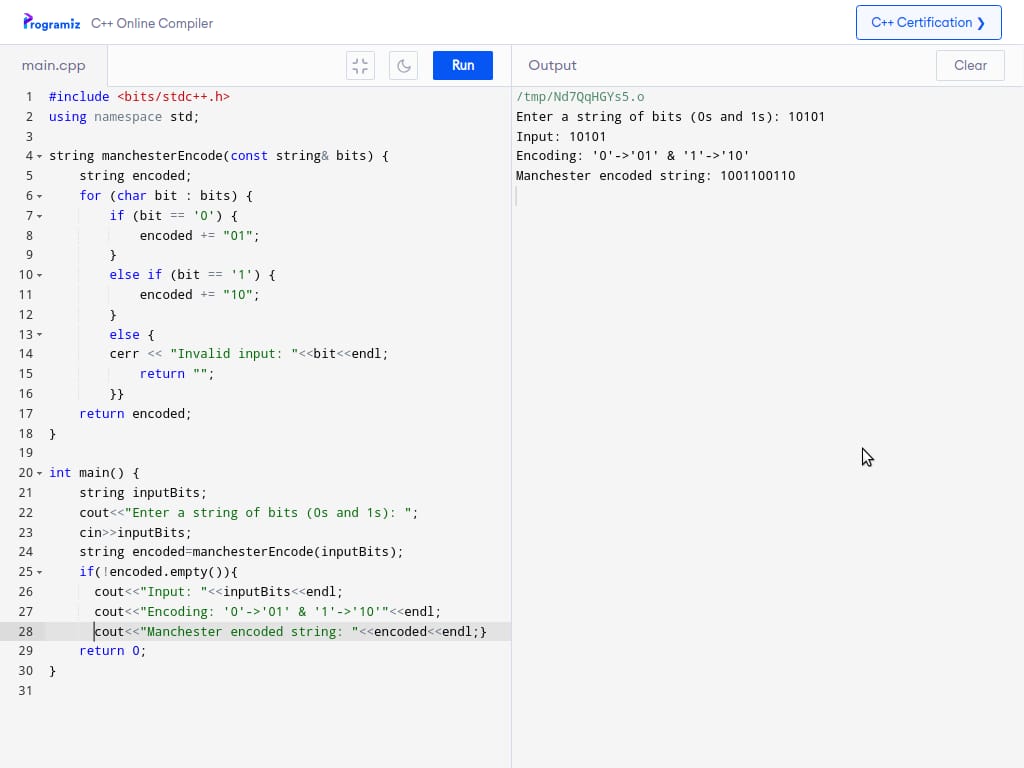 Programiz C++ Online Compiler
C++ Certification ❯
main.cpp
Run
Output
Clear
1 #include <bits/stdc++.h>
2 using namespace std;
3
4 string manchesterEncode(const string& bits) {
5     string encoded;
6     for (char bit : bits) {
7         if (bit == '0') {
8             encoded += "01";
9         }
10         else if (bit == '1') {
11             encoded += "10";
12         }
13         else {
14         cerr << "Invalid input: "<<bit<<endl;
15             return "";
16         }}
17     return encoded;
18 }
19
20 int main() {
21     string inputBits;
22     cout<<"Enter a string of bits (0s and 1s): ";
23     cin>>inputBits;
24     string encoded=manchesterEncode(inputBits);
25     if(!encoded.empty()){
26       cout<<"Input: "<<inputBits<<endl;
27       cout<<"Encoding: '0'->'01' & '1'->'10'"<<endl;
28       cout<<"Manchester encoded string: "<<encoded<<endl;}
29     return 0;
30 }
31
/tmp/Nd7QqHGYs5.o
Enter a string of bits (0s and 1s): 10101
Input: 10101
Encoding: '0'->'01' & '1'->'10'
Manchester encoded string: 1001100110